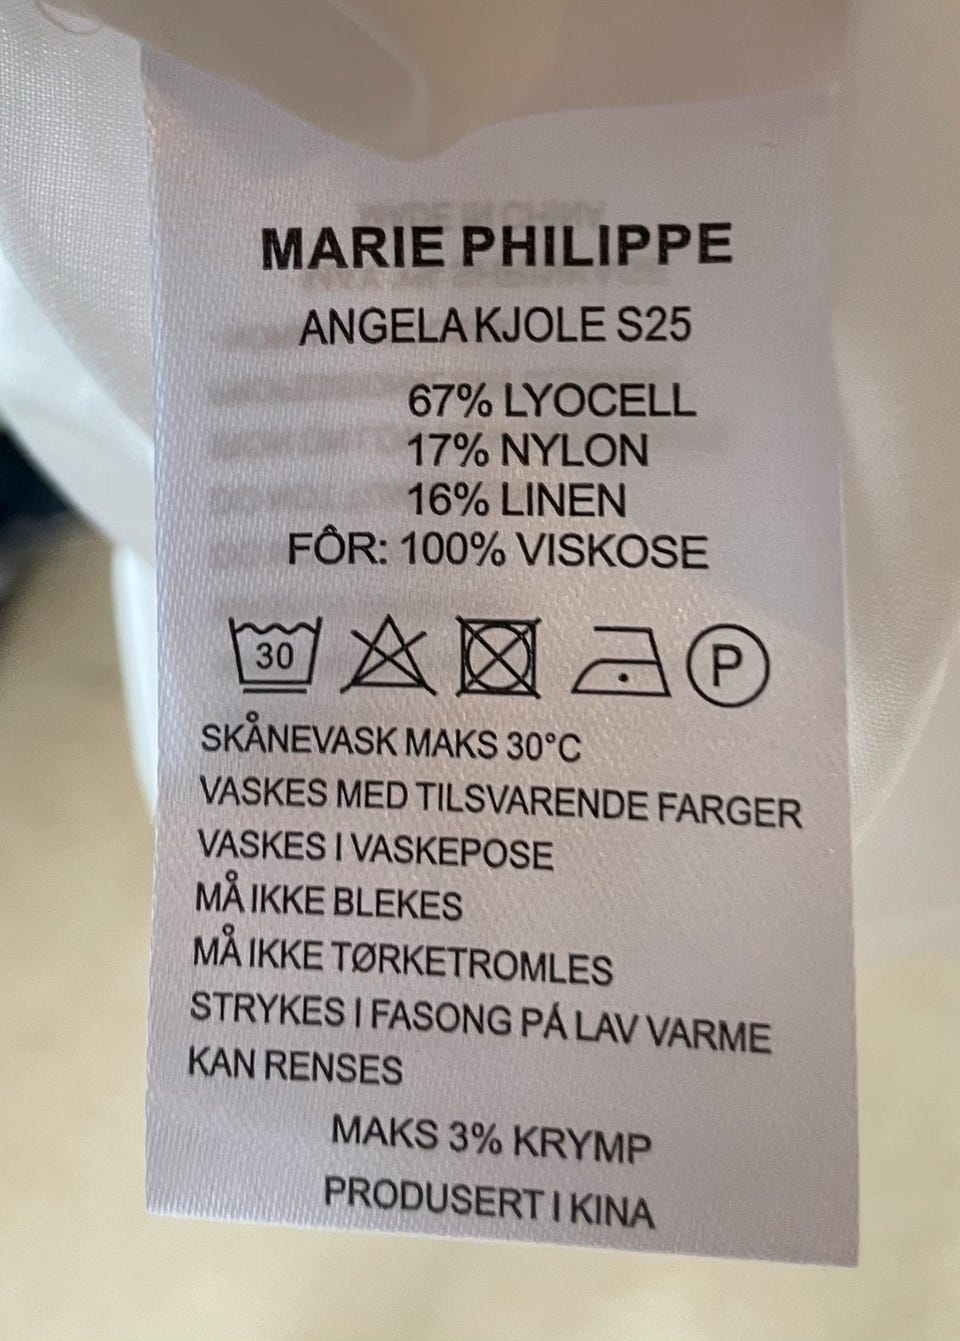 MARIE PHILIPPE
ANGELA KJOLE S25
67% LYOCELL
17% NYLON
16% LINEN
FÔR: 100% VISKOSE
30 P
SKÅNEVASK MAKS 30°C
VASKES MED TILSVARENDE FARGER
VASKES I VASKEPOSE
MÅ IKKE BLEKES
MÅ IKKE TØRKETROMLES
STRYKES I FASONG PÅ LAV VARME
KAN RENSES
MAKS 3% KRYMP
PRODUSERT I KINA